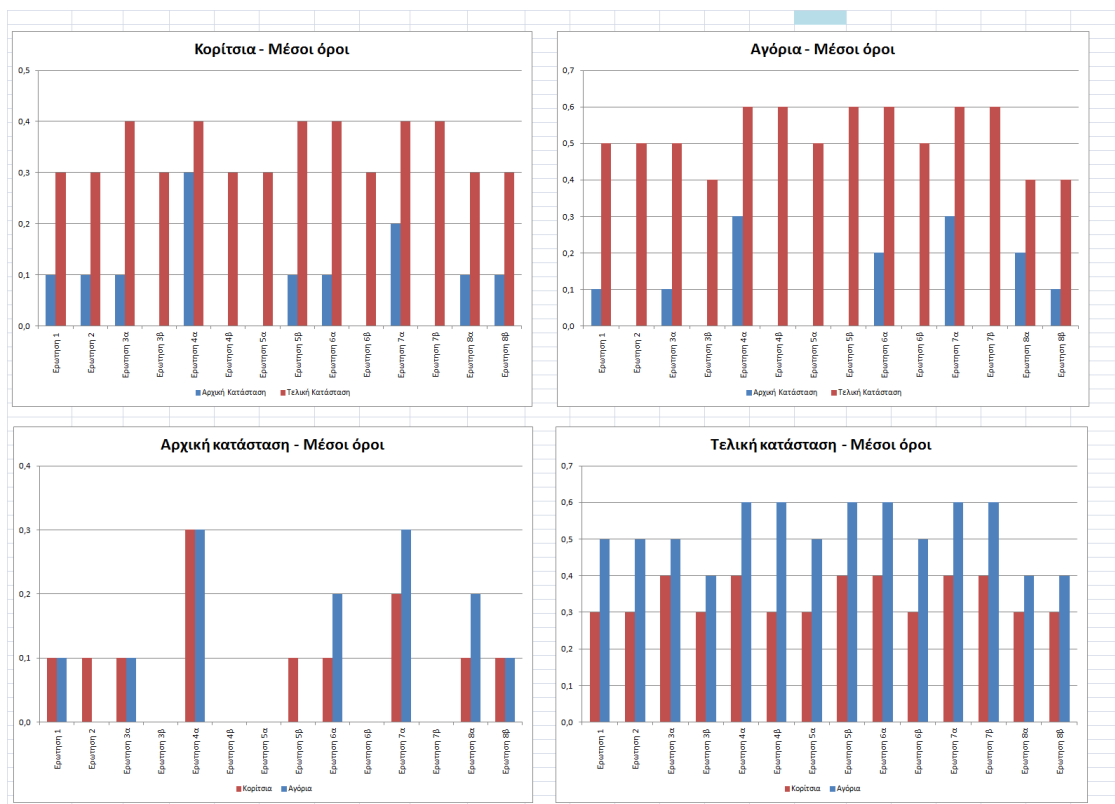 Κορίτσια - Μέσοι όροι
0,5
0,4
0,3
0,2
0,1
0,0
Ερωτηση 1
Ερωτηση 2
Ερωτηση 3α
Ερωτηση 3β
Ερωτηση 4α
Ερωτηση 4β
Ερωτηση 5α
Ερωτηση 5β
Ερωτηση 6α
Ερωτηση 6β
Ερωτηση 7α
Ερωτηση 7β
Ερωτηση 8α
Ερωτηση 8β
Αρχική Κατάσταση Τελική Κατάσταση
Αγόρια - Μέσοι όροι
0,7
0,6
0,5
0,4
0,3
0,2
0,1
0,0
Ερωτηση 1
Ερωτηση 2
Ερωτηση 3α
Ερωτηση 3β
Ερωτηση 4α
Ερωτηση 4β
Ερωτηση 5α
Ερωτηση 5β
Ερωτηση 6α
Ερωτηση 6β
Ερωτηση 7α
Ερωτηση 7β
Ερωτηση 8α
Ερωτηση 8β
Αρχική Κατάσταση Τελική Κατάσταση
Αρχική κατάσταση - Μέσοι όροι
0,4
0,3
0,2
0,1
0,0
Ερωτηση 1
Ερωτηση 2
Ερωτηση 3α
Ερωτηση 3β
Ερωτηση 4α
Ερωτηση 4β
Ερωτηση 5α
Ερωτηση 5β
Ερωτηση 6α
Ερωτηση 6β
Ερωτηση 7α
Ερωτηση 7β
Ερωτηση 8α
Ερωτηση 8β
Κορίτσια Αγόρια
Τελική κατάσταση - Μέσοι όροι
0,7
0,6
0,5
0,4
0,3
0,2
0,1
0,0
Ερωτηση 1
Ερωτηση 2
Ερωτηση 3α
Ερωτηση 3β
Ερωτηση 4α
Ερωτηση 4β
Ερωτηση 5α
Ερωτηση 5β
Ερωτηση 6α
Ερωτηση 6β
Ερωτηση 7α
Ερωτηση 7β
Ερωτηση 8α
Ερωτηση 8β
Κορίτσια Αγόρια